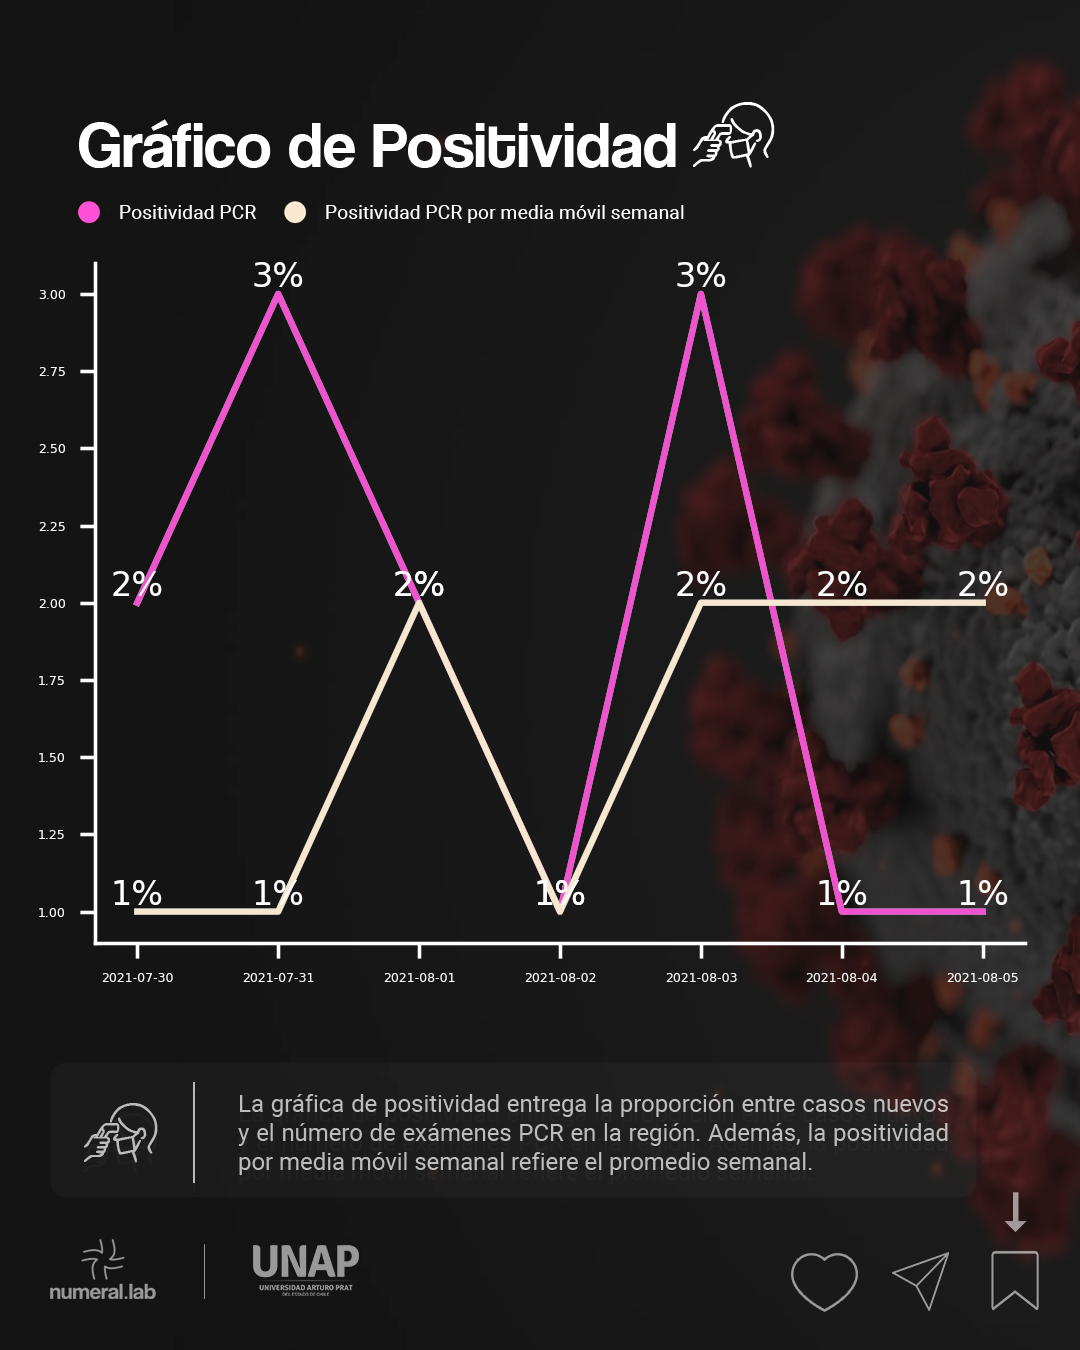 Gráfico de Positividad
Positividad PCR
Positividad PCR por media móvil semanal
3%
3%
3.00
2.75
2.50
2.25
2%
2%
2%
2%
2%
2.00
1.75
1.50
1.25
1%
1%
1%
1%
1%
1.00
2021-07-30
2021-07-31
2021-08-01
2021-08-02
2021-08-03
2021-08-04
2021-08-05
La gráfica de positividad entrega la proporción entre casos nuevos
y el número de exámenes PCR en la región. Además, la positividad
por media móvil semanal refiere el promedio semanal.
numeral.lab
UNAP
UNIVERSIDAD ARTURO PRAT
DEL ESTADO DE CHILE